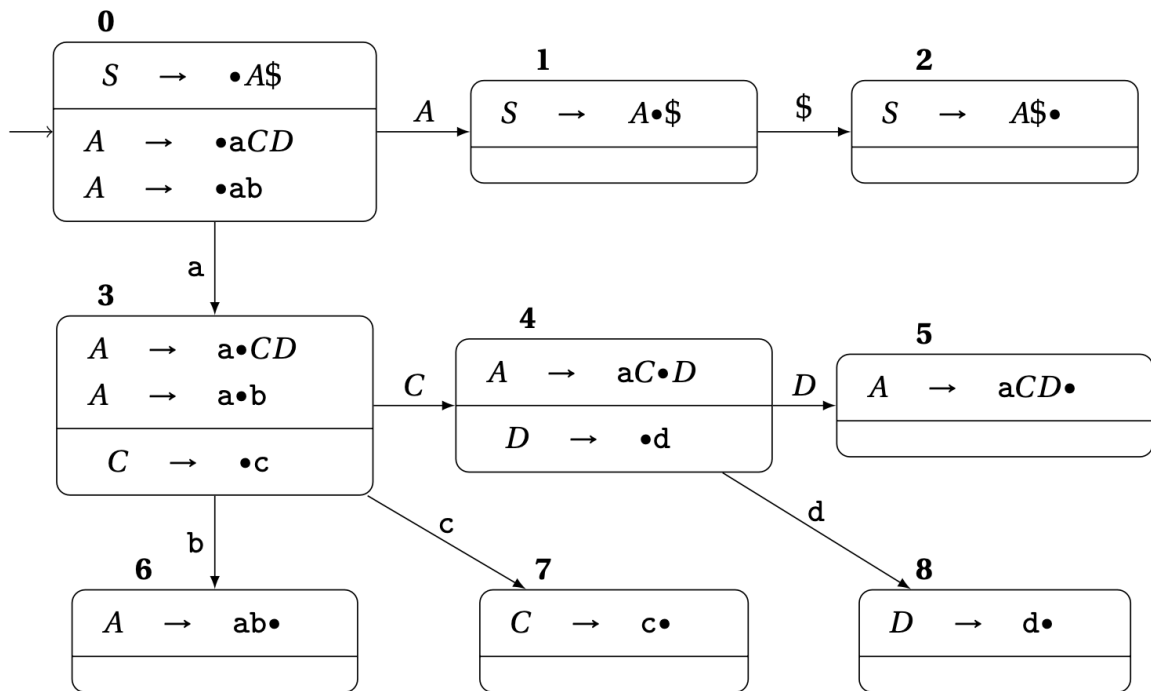 0
S → •A$
A → •aCD
A → •ab
A
1
S → A•$
$
2
S → A$•
a
3
A → a•CD
A → a•b
C → •c
C
4
A → aC•D
D → •d
D
5
A → aCD•
b
c
d
6
A → ab•
7
C → c•
8
D → d•